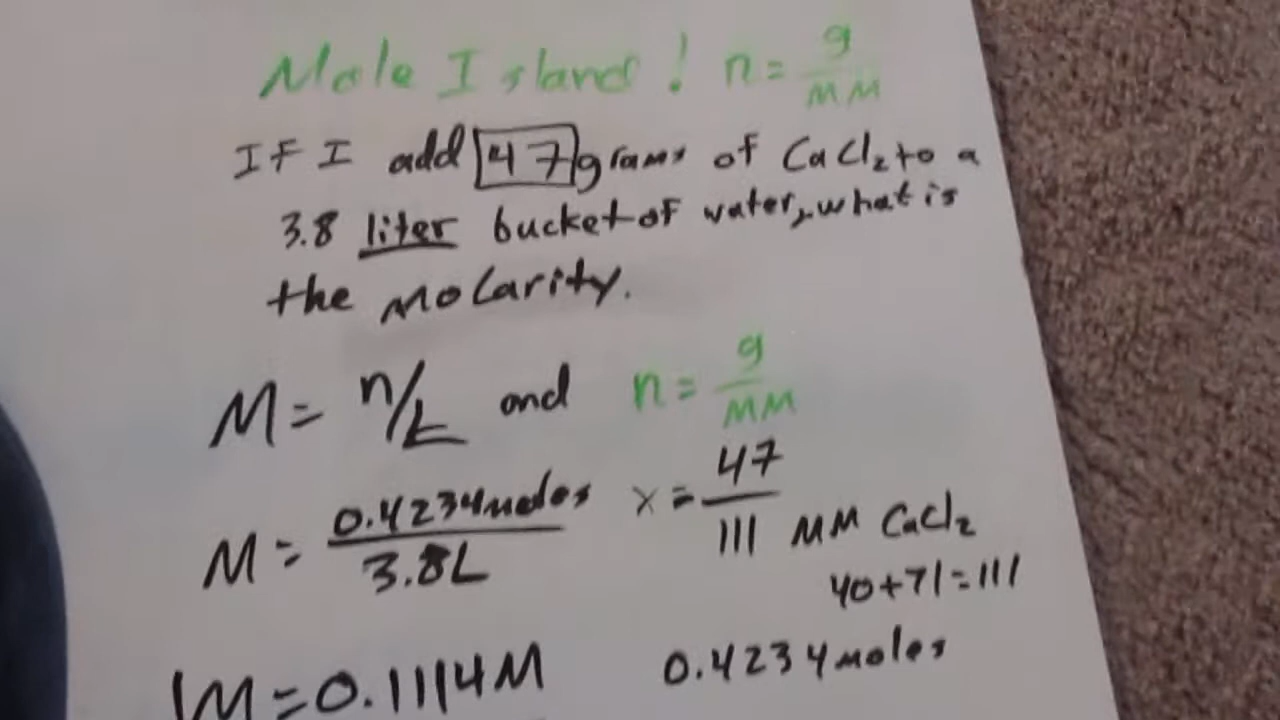 Mole Island! n = g/MM
IF I add 47 grams of CaCl₂ to a
3.8 liter bucket of water, what is
the Molarity.
M = n/L and n = g/MM
M = 0.4234 moles/3.8L x = 47/111 MM CaCl₂
40+71=111
M = 0.1114M 0.4234 moles